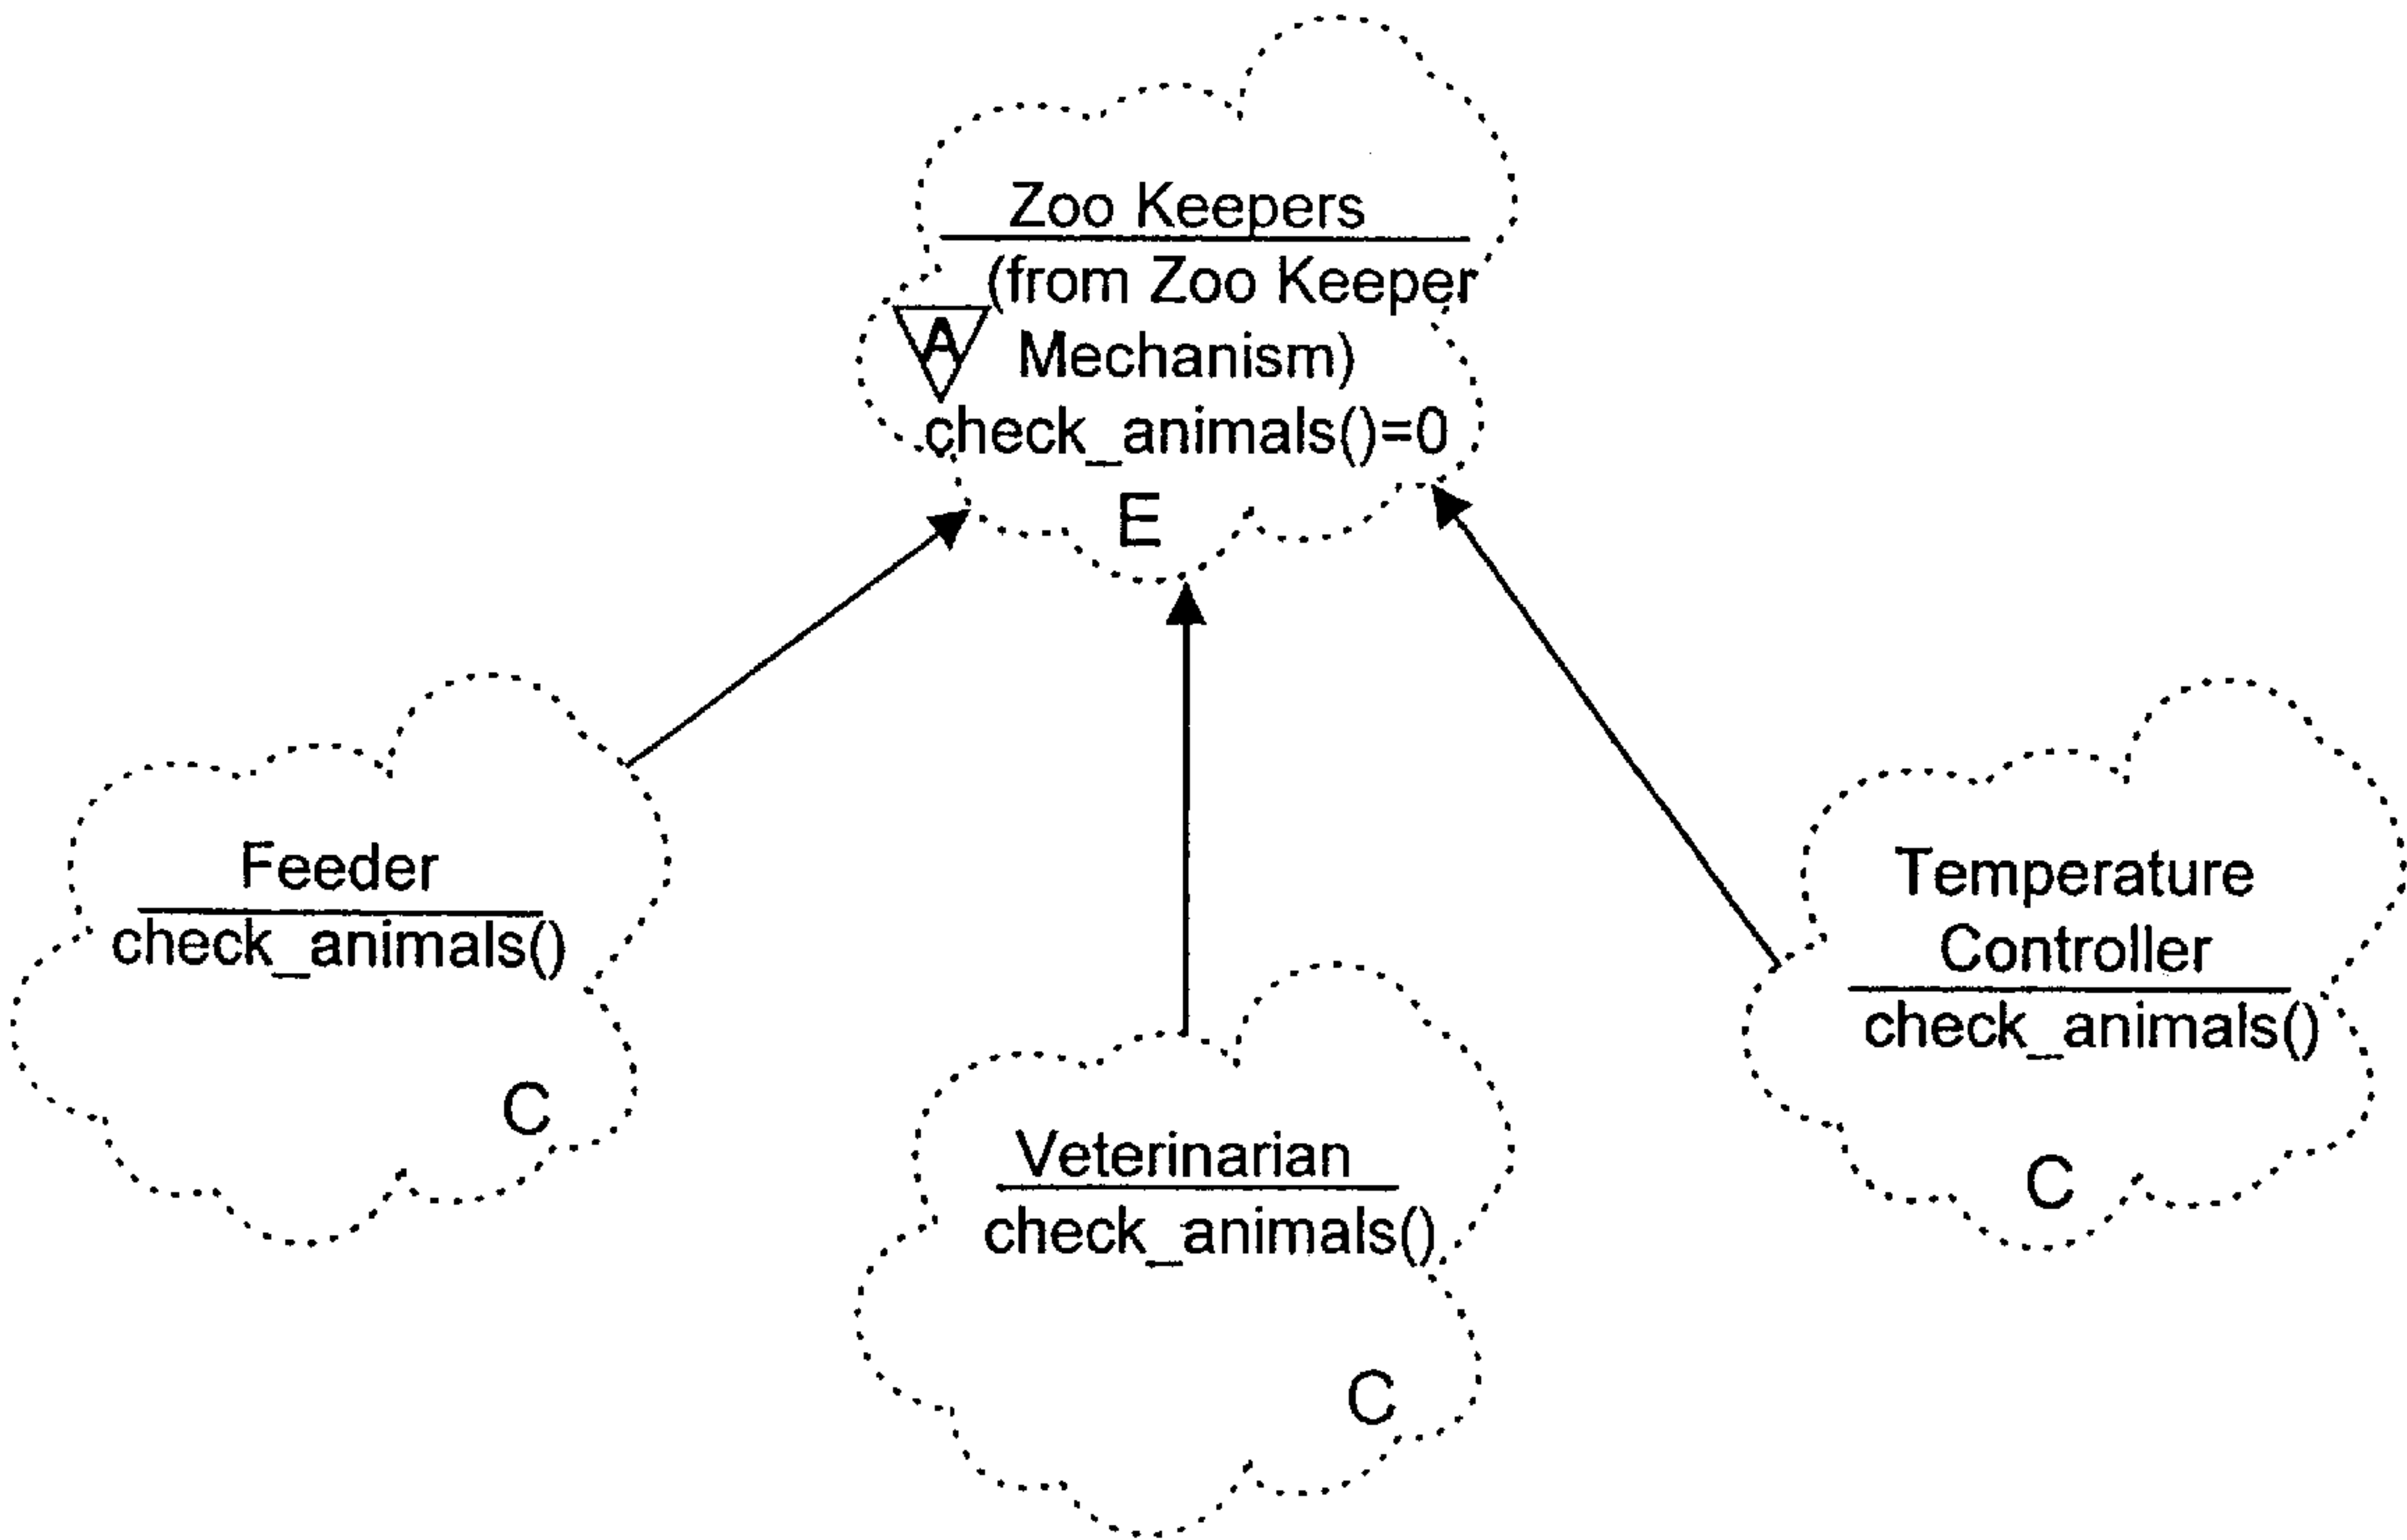 Zoo Keepers
(from Zoo Keeper
A
Mechanism)
check_animals()=0
E
Feeder
check_animals()
C
Veterinarian
check_animals()
C
Temperature
Controller
check_animals()
C